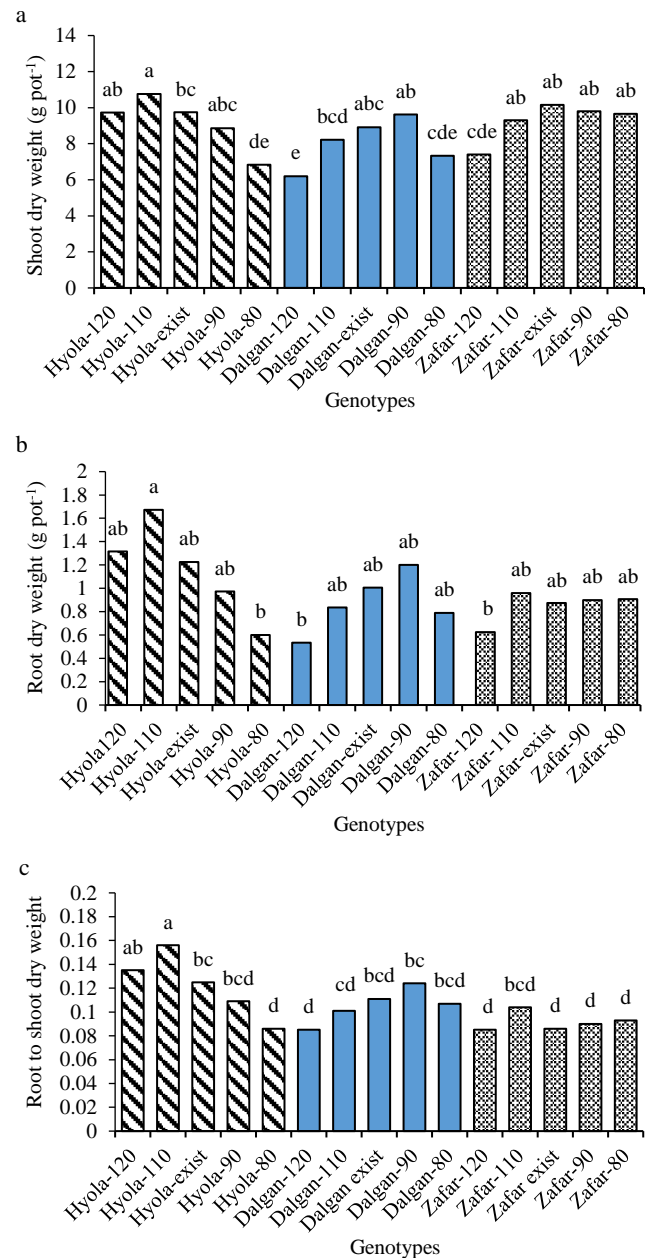 a
Shoot dry weight (g pot-1)
14
12
10
8
6
4
2
0
ab
a
bc
abc
de
e
bcd
abc
ab
cde
cde
ab
ab
ab
ab
Hyola-120
Hyola-110
Hyola-exist
Hyola-90
Hyola-80
Dalgan-120
Dalgan-110
Dalgan-exist
Dalgan-90
Dalgan-80
Zafar-120
Zafar-110
Zafar-exist
Zafar-90
Zafar-80
Genotypes
b
Root dry weight (g pot-1)
2
1.8
1.6
1.4
1.2
1
0.8
0.6
0.4
0.2
0
ab
a
ab
ab
b
b
ab
ab
ab
ab
b
ab
ab
ab
ab
Hyola120
Hyola-110
Hyola-exist
Hyola-90
Hyola-80
Dalgan-120
Dalgan-110
Dalgan-exist
Dalgan-90
Dalgan-80
Zafar-120
Zafar-110
Zafar-exist
Zafar-90
Zafar-80
Genotypes
c
Root to shoot dry weight
0.2
0.18
0.16
0.14
0.12
0.1
0.08
0.06
0.04
0.02
0
ab
a
bc
bcd
d
d
cd
bcd
bc
bcd
d
bcd
d
d
d
Hyola-120
Hyola-110
Hyola-exist
Hyola-90
Hyola-80
Dalgan-120
Dalgan-110
Dalgan exist
Dalgan-90
Dalgan-80
Zafar-120
Zafar-110
Zafar exist
Zafar-90
Zafar-80
Genotypes